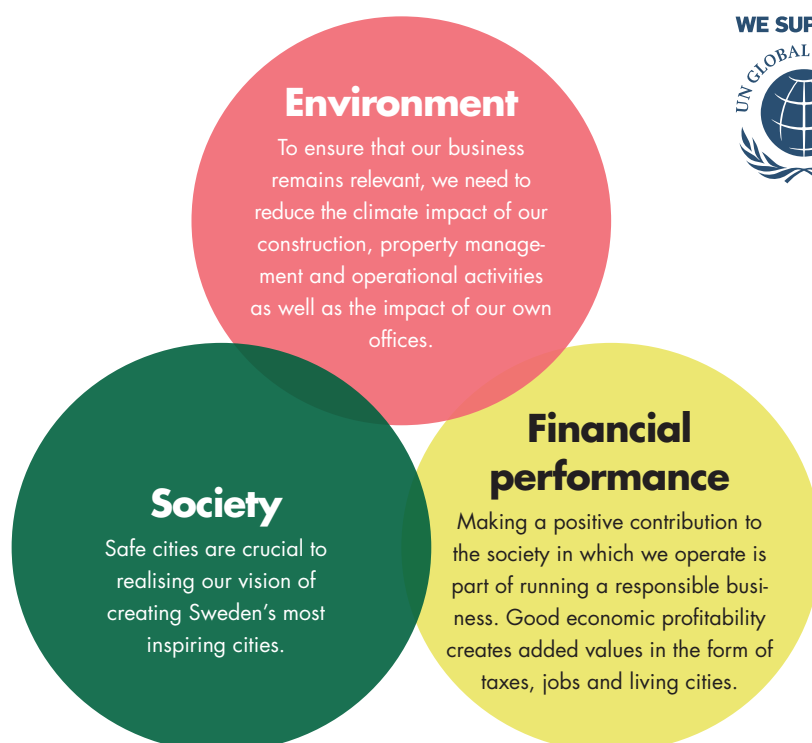 WE SUP
UN GLOBAL
Environment
To ensure that our business
remains relevant, we need to
reduce the climate impact of our
construction, property manage-
ment and operational activities
as well as the impact of our own
offices.
Society
Safe cities are crucial to
realising our vision of
creating Sweden’s most
inspiring cities.
Financial
performance
Making a positive contribution to
the society in which we operate is
part of running a responsible busi-
ness. Good economic profitability
creates added values in the form of
taxes, jobs and living cities.